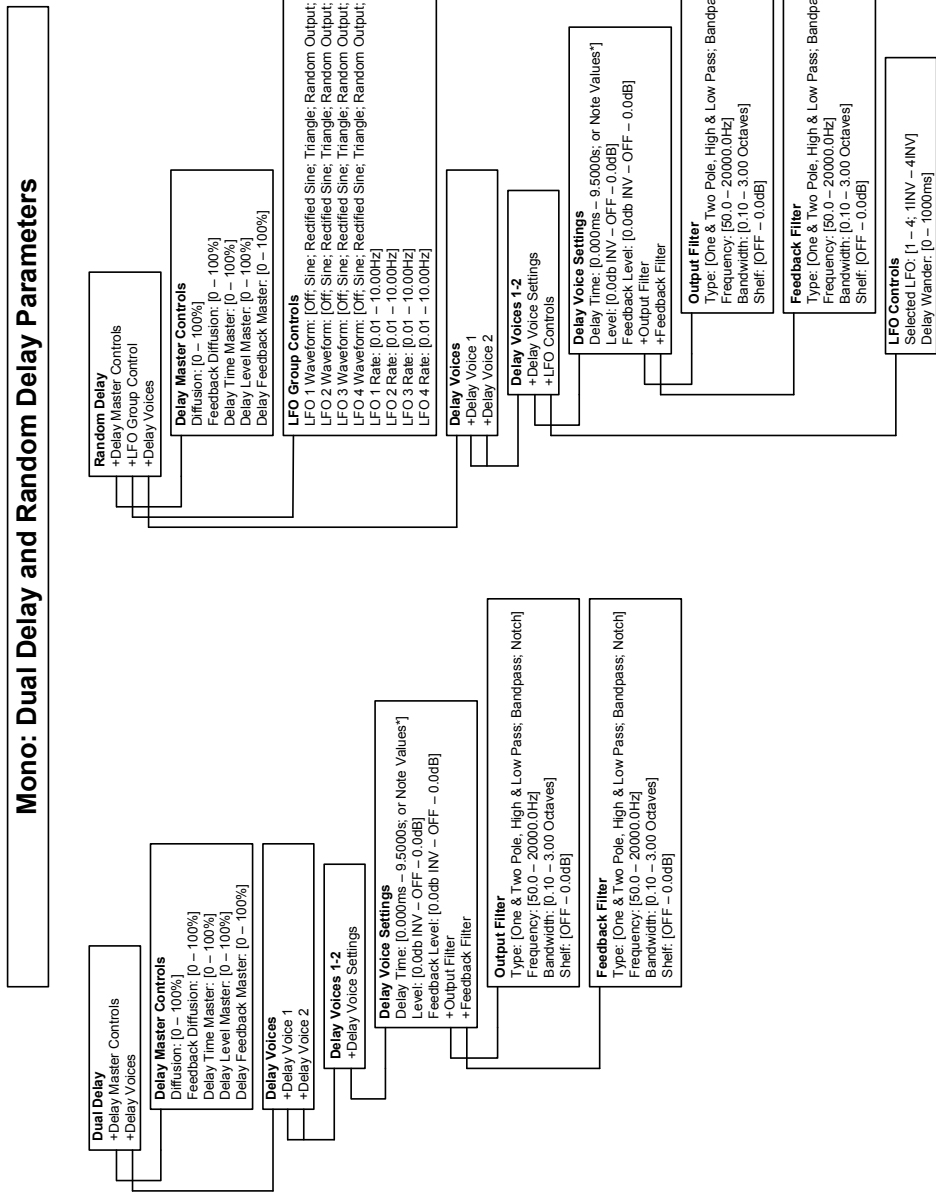 Mono: Dual Delay and Random Delay Parameters
Dual Delay
+Delay Master Controls
+Delay Voices
Delay Master Controls
Diffusion: [0 – 100%]
Feedback Diffusion: [0 – 100%]
Delay Time Master: [0 – 100%]
Delay Level Master: [0 – 100%]
Delay Feedback Master: [0 – 100%]
Delay Voices
+Delay Voice 1
+Delay Voice 2
Delay Voices 1-2
+Delay Voice Settings
Delay Voice Settings
Delay Time: [0.000ms – 9.5000s; or Note Values*]
Level: [0.0db INV – OFF – 0.0dB]
Feedback Level: [0.0db INV – OFF – 0.0dB]
+Output Filter
+Feedback Filter
Output Filter
Type: [One & Two Pole, High & Low Pass; Bandpass; Notch]
Frequency: [50.0 – 20000.0Hz]
Bandwidth: [0.10 – 3.00 Octaves]
Shelf: [OFF – 0.0dB]
Feedback Filter
Type: [One & Two Pole, High & Low Pass; Bandpass; Notch]
Frequency: [50.0 – 20000.0Hz]
Bandwidth: [0.10 – 3.00 Octaves]
Shelf: [OFF – 0.0dB]
Random Delay
+Delay Master Controls
+LFO Group Control
+Delay Voices
Delay Master Controls
Diffusion: [0 – 100%]
Feedback Diffusion: [0 – 100%]
Delay Time Master: [0 – 100%]
Delay Level Master: [0 – 100%]
Delay Feedback Master: [0 – 100%]
LFO Group Controls
LFO 1 Waveform: [Off; Sine; Rectified Sine; Triangle; Random Output;
LFO 2 Waveform: [Off; Sine; Rectified Sine; Triangle; Random Output;
LFO 3 Waveform: [Off; Sine; Rectified Sine; Triangle; Random Output;
LFO 4 Waveform: [Off; Sine; Rectified Sine; Triangle; Random Output;
LFO 1 Rate: [0.01 – 10.00Hz]
LFO 2 Rate: [0.01 – 10.00Hz]
LFO 3 Rate: [0.01 – 10.00Hz]
LFO 4 Rate: [0.01 – 10.00Hz]
Delay Voices
+Delay Voice 1
+Delay Voice 2
Delay Voices 1-2
+Delay Voice Settings
+LFO Controls
Delay Voice Settings
Delay Time: [0.000ms – 9.5000s; or Note Values*]
Level: [0.0db INV – OFF – 0.0dB]
Feedback Level: [0.0db INV – OFF – 0.0dB]
+Output Filter
+Feedback Filter
Output Filter
Type: [One & Two Pole, High & Low Pass; Bandpa
Frequency: [50.0 – 20000.0Hz]
Bandwidth: [0.10 – 3.00 Octaves]
Shelf: [OFF – 0.0dB]
Feedback Filter
Type: [One & Two Pole, High & Low Pass; Bandpa
Frequency: [50.0 – 20000.0Hz]
Bandwidth: [0.10 – 3.00 Octaves]
Shelf: [OFF – 0.0dB]
LFO Controls
Selected LFO: [1 – 4; 1INV – 4INV]
Delay Wander: [0 – 1000ms]